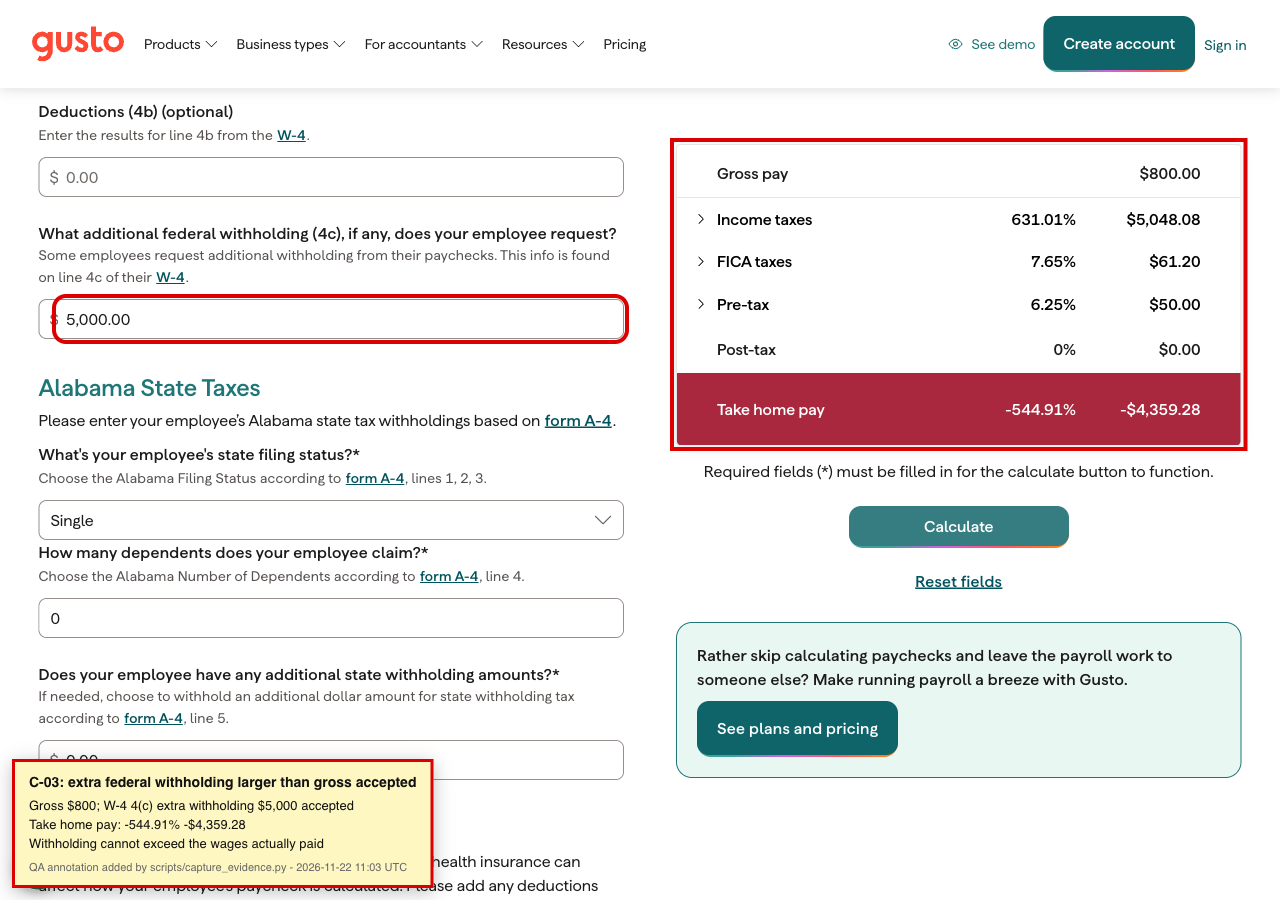 gusto
Products
Business types
For accountants
Resources
Pricing
See demo
Create account
Sign in
Deductions (4b) (optional)
Enter the results for line 4b from the W-4.
$ 0.00
What additional federal withholding (4c), if any, does your employee request?
Some employees request additional withholding from their paychecks. This info is found
on line 4c of their W-4.
$ 5,000.00
Alabama State Taxes
Please enter your employee's Alabama state tax withholdings based on form A-4.
What's your employee's state filing status?*
Choose the Alabama Filing Status according to form A-4, lines 1, 2, 3.
Single
How many dependents does your employee claim?*
Choose the Alabama Number of Dependents according to form A-4, line 4.
0
Does your employee have any additional state withholding amounts?*
If needed, choose to withhold an additional dollar amount for state withholding tax
according to form A-4, line 5.
$ 0.00
health insurance can
affect how your employee's paycheck is calculated. Please add any deductions
C-03: extra federal withholding larger than gross accepted
Gross $800; W-4 4(c) extra withholding $5,000 accepted
Take home pay: -544.91% -$4,359.28
Withholding cannot exceed the wages actually paid
QA annotation added by scripts/capture_evidence.py - 2026-11-22 11:03 UTC
Gross pay $800.00
Income taxes 631.01% $5,048.08
FICA taxes 7.65% $61.20
Pre-tax 6.25% $50.00
Post-tax 0% $0.00
Take home pay -544.91% -$4,359.28
Required fields (*) must be filled in for the calculate button to function.
Calculate
Reset fields
Rather skip calculating paychecks and leave the payroll work to
someone else? Make running payroll a breeze with Gusto.
See plans and pricing